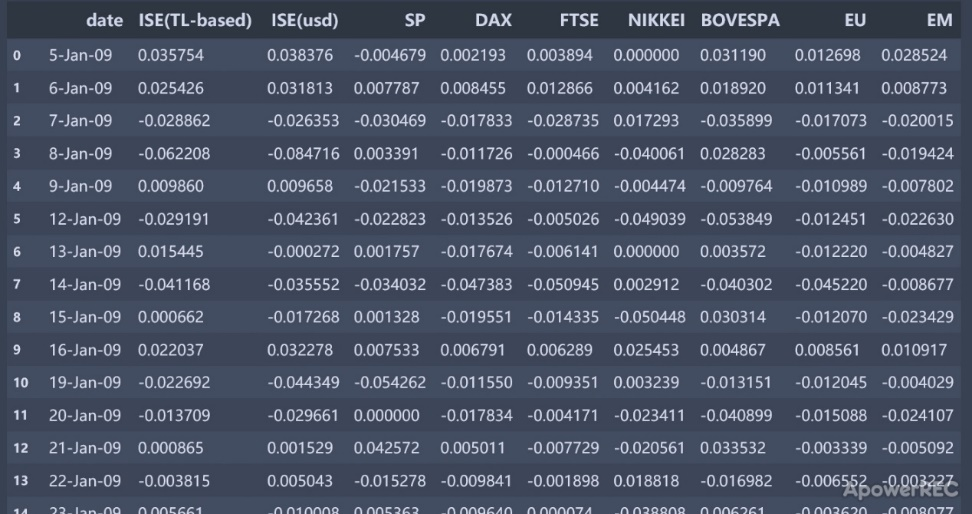 date ISE(TL-based) ISE(usd) SP DAX FTSE NIKKEI BOVESPA EU EM
0 5-Jan-09 0.035754 0.038376 -0.004679 0.002193 0.003894 0.000000 0.031190 0.012698 0.028524
1 6-Jan-09 0.025426 0.031813 0.007787 0.008455 0.012866 0.004162 0.018920 0.011341 0.008773
2 7-Jan-09 -0.028862 -0.026353 -0.030469 -0.017833 -0.028735 0.017293 -0.035899 -0.017073 -0.020015
3 8-Jan-09 -0.062208 -0.084716 0.003391 -0.011726 -0.000466 -0.040061 0.028283 -0.005561 -0.019424
4 9-Jan-09 0.009860 0.009658 -0.021533 -0.019873 -0.012710 -0.004474 -0.009764 -0.010989 -0.007802
5 12-Jan-09 -0.029191 -0.042361 -0.022823 -0.013526 -0.005026 -0.049039 -0.053849 -0.012451 -0.022630
6 13-Jan-09 0.015445 -0.000272 0.001757 -0.017674 -0.006141 0.000000 0.003572 -0.012220 -0.004827
7 14-Jan-09 -0.041168 -0.035552 -0.034032 -0.047383 -0.050945 0.002912 -0.040302 -0.045220 -0.008677
8 15-Jan-09 0.000662 -0.017268 0.001328 -0.019551 -0.014335 -0.050448 0.030314 -0.012070 -0.023429
9 16-Jan-09 0.022037 0.032278 0.007533 0.006791 0.006289 0.025453 0.004867 0.008561 0.010917
10 19-Jan-09 -0.022692 -0.044349 -0.054262 -0.011550 -0.009351 0.003239 -0.013151 -0.012045 -0.004029
11 20-Jan-09 -0.013709 -0.029661 0.000000 -0.017834 -0.004171 -0.023411 -0.040899 -0.015088 -0.024107
12 21-Jan-09 0.000865 0.001529 0.042572 0.005011 -0.007729 -0.020561 0.033532 -0.003339 -0.005092
13 22-Jan-09 -0.003815 0.005043 -0.015278 -0.009841 -0.001898 0.018818 -0.016982 -0.006552 -0.003227
ApowerREC
14 23-Jan-09 0.005661 -0.010008 0.005363 -0.009640 0.000074 -0.038808 0.006261 -0.003620 -0.008077